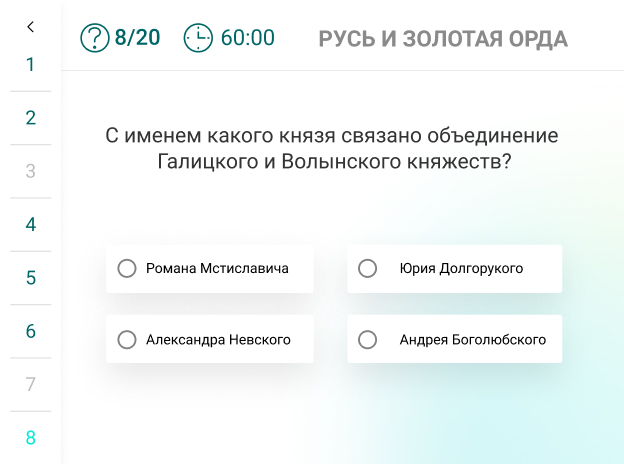 8/20
60:00
РУСЬ И ЗОЛОТАЯ ОРДА
1
2
3
4
5
6
7
8
С именем какого князя связано объединение
Галицкого и Волынского княжеств?
Романа Мстиславича
Юрия Долгорукого
Александра Невского
Андрея Боголюбского